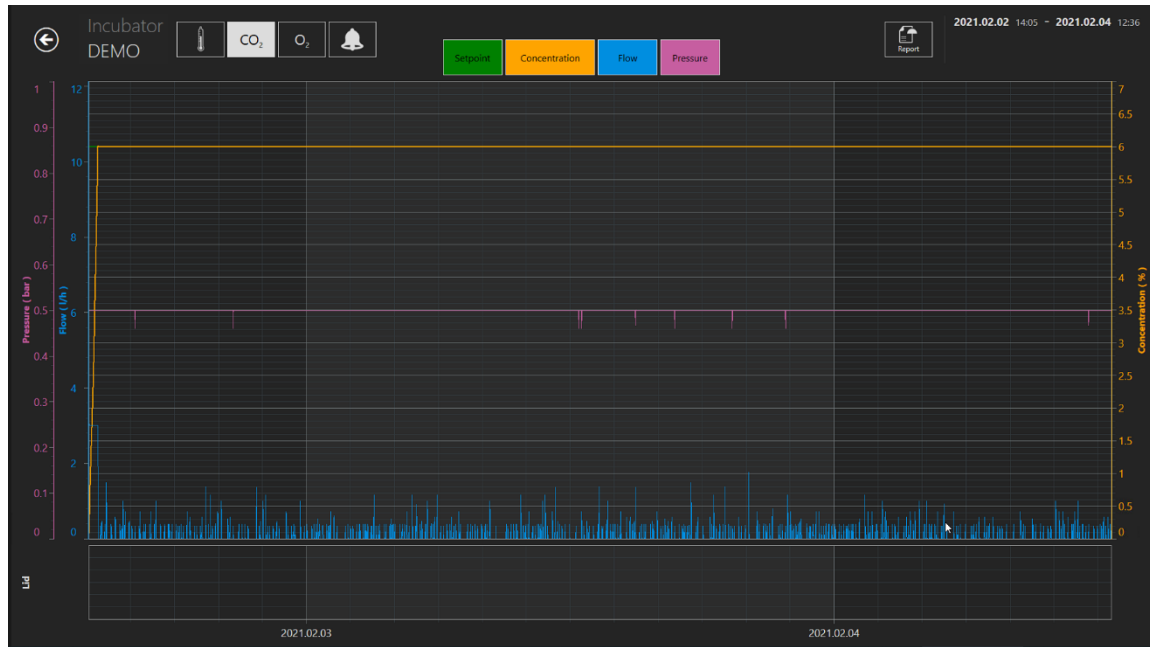 Incubator
DEMO
CO₂
O₂
Setpoint
Concentration
Flow
Pressure
Report
2021.02.02 14:05 - 2021.02.04 12:36
Pressure ( bar )
1
0.9
0.8
0.7
0.6
0.5
0.4
0.3
0.2
0.1
0
Flow ( l/h )
12
10
8
6
4
2
0
7
6.5
6
5.5
5
4.5
4
3.5
3
2.5
2
1.5
1
0.5
0
Concentration ( % )
Lid
2021.02.03
2021.02.04